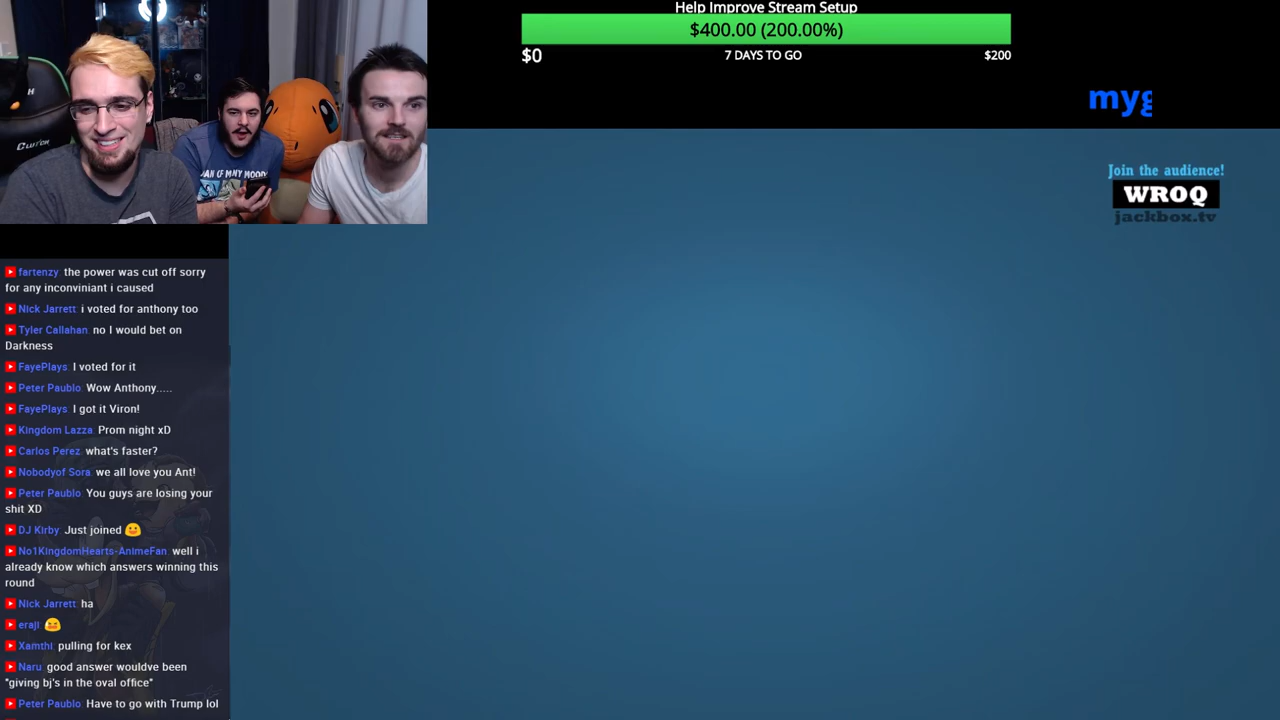 Help Improve Stream Setup
$400.00 (200.00%)
$0
7 DAYS TO GO
$200
myg
Join the audience!
WROQ
jackbox.tv
H
CLUTCH
fartenzy the power was cut off sorry
for any inconviniant i caused
Nick Jarrett i voted for anthony too
Tyler Callahan no I would bet on
Darkness
FayePlays I voted for it
Peter Paublo Wow Anthony.....
FayePlays I got it Viron!
Kingdom Lazza Prom night xD
Carlos Perez what's faster?
Nobodyof Sora we all love you Ant!
Peter Paublo You guys are losing your
shit XD
DJ Kirby Just joined 😀
No1KingdomHearts-AnimeFan well i
already know which answers winning this
round
Nick Jarrett ha
eraji 😝
Xamthi pulling for kex
Naru good answer wouldve been
"giving bj's in the oval office"
Peter Paublo Have to go with Trump lol